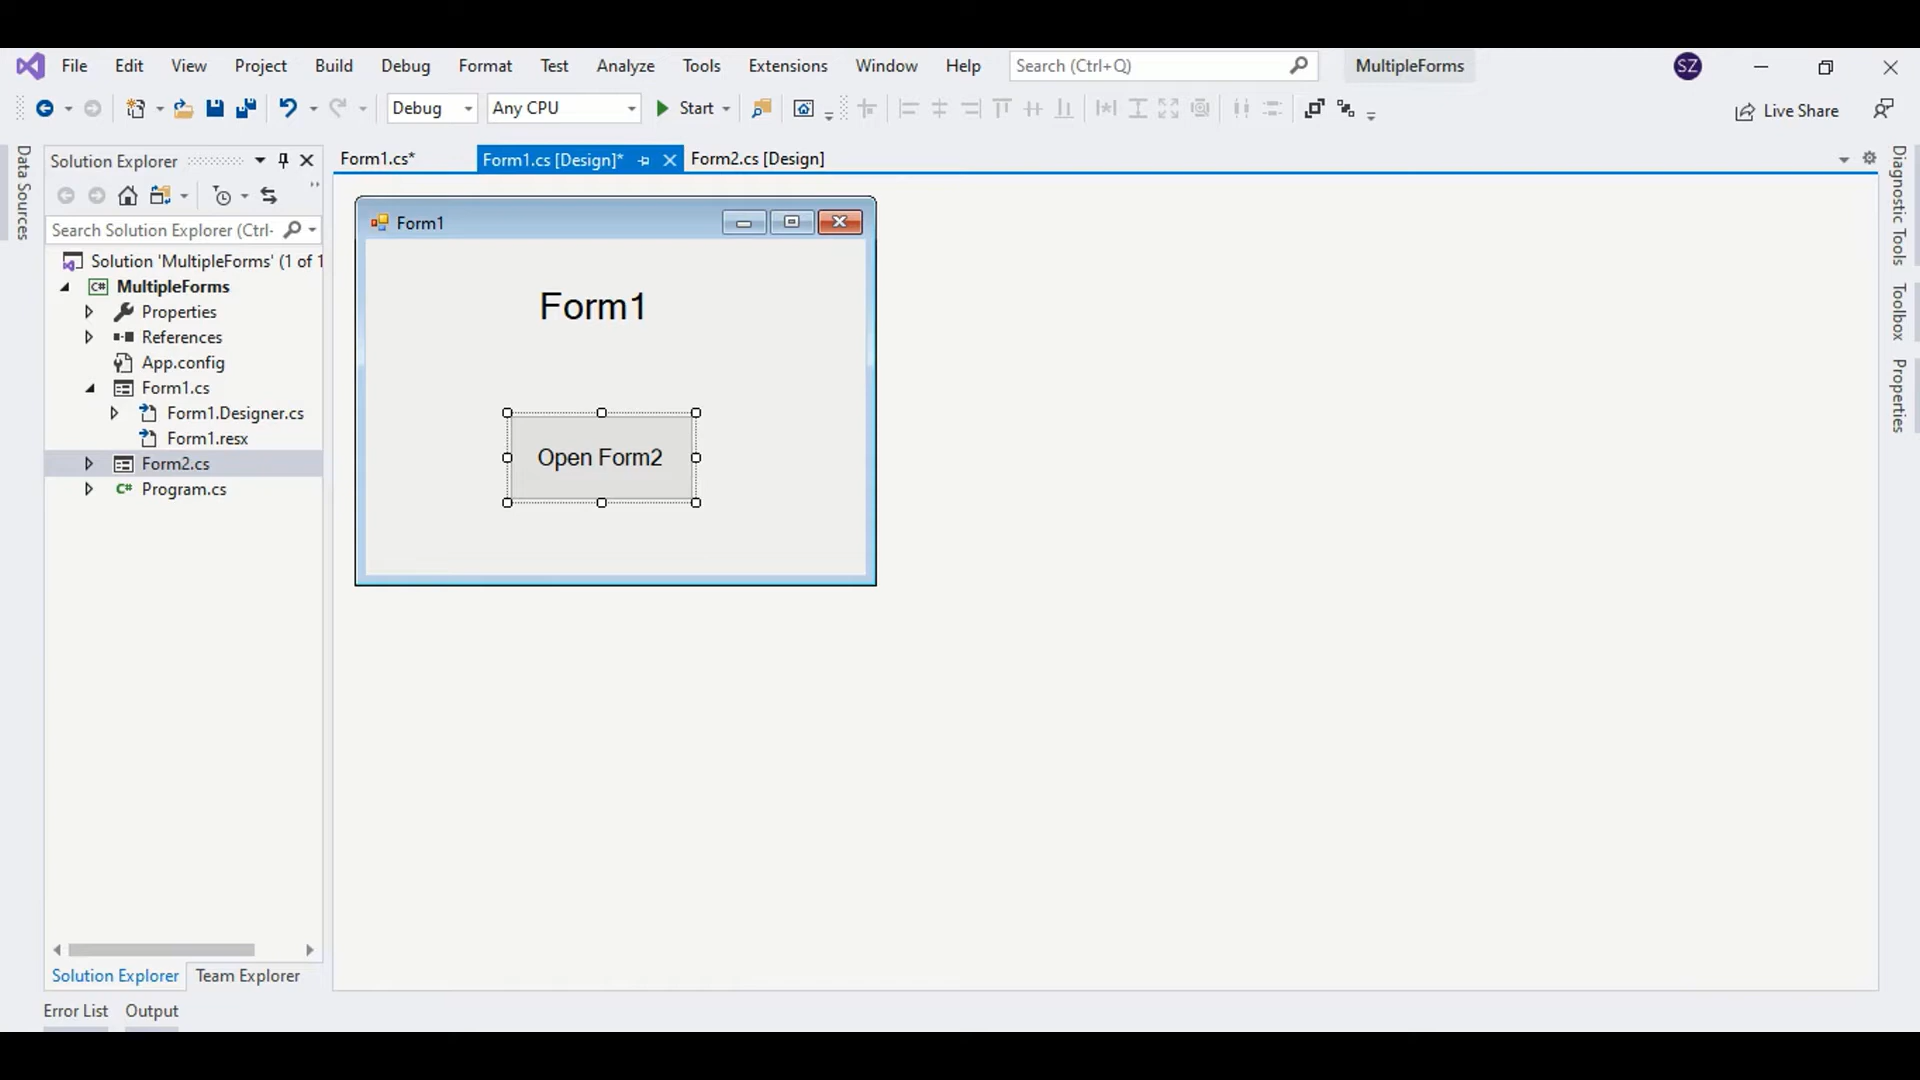 File Edit View Project Build Debug Format Test Analyze Tools Extensions Window Help Search (Ctrl+Q) MultipleForms SZ
Debug Any CPU Start Live Share
Data Sources
Solution Explorer
Search Solution Explorer (Ctrl-
Solution 'MultipleForms' (1 of 1
C# MultipleForms
Properties
References
App.config
Form1.cs
Form1.Designer.cs
Form1.resx
Form2.cs
C# Program.cs
Solution Explorer Team Explorer
Form1.cs* Form1.cs [Design]* Form2.cs [Design]
Form1
Form1
Open Form2
Diagnostic Tools
Toolbox
Properties
Error List Output